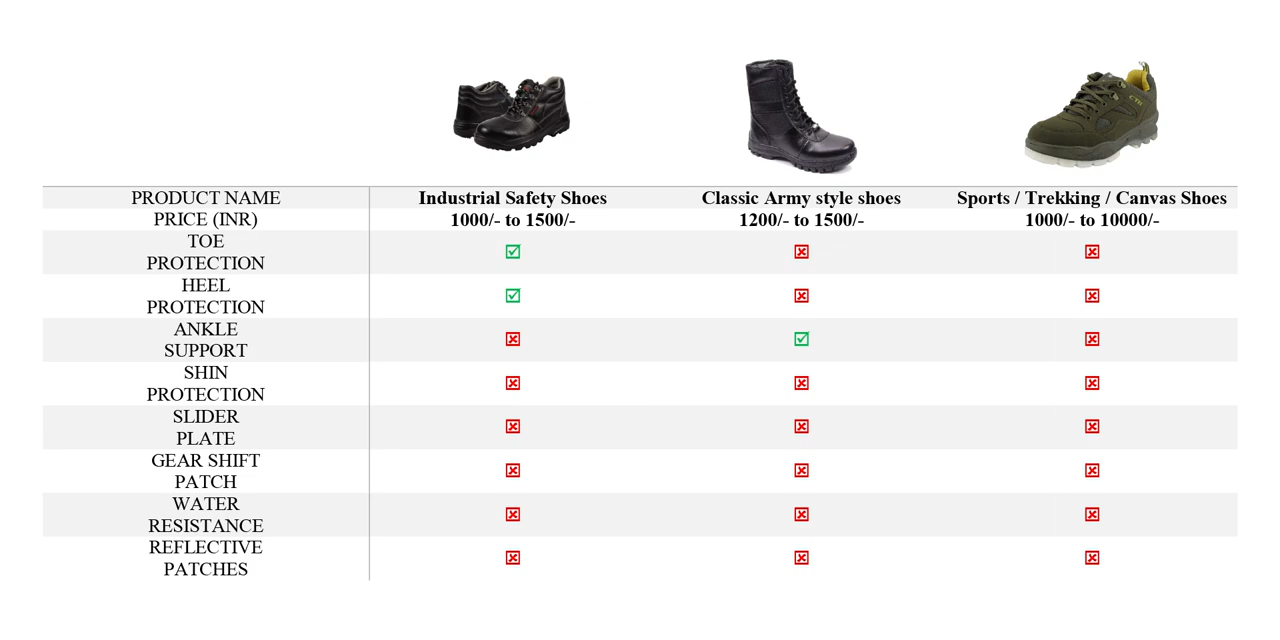 CTR
PRODUCT NAME Industrial Safety Shoes Classic Army style shoes Sports / Trekking / Canvas Shoes
PRICE (INR) 1000/- to 1500/- 1200/- to 1500/- 1000/- to 10000/-
TOE
PROTECTION
HEEL
PROTECTION
ANKLE
SUPPORT
SHIN
PROTECTION
SLIDER
PLATE
GEAR SHIFT
PATCH
WATER
RESISTANCE
REFLECTIVE
PATCHES